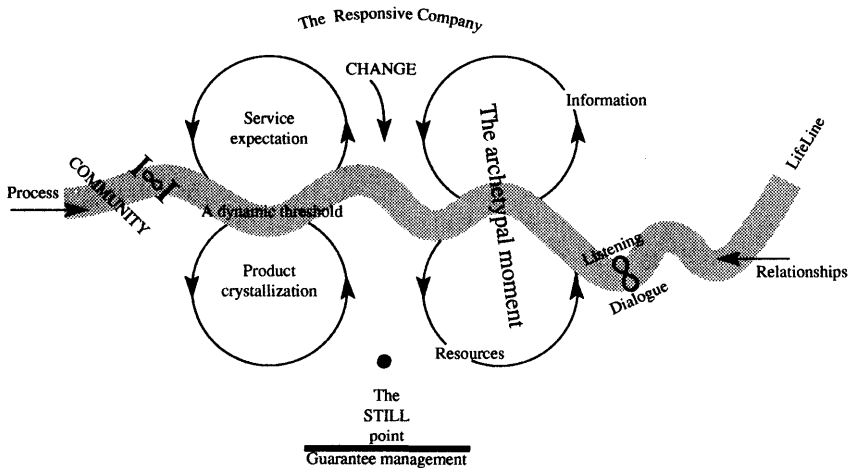 The Responsive Company
CHANGE
Service
expectation
Information
The archetypal moment
LifeLine
COMMUNITY
I∞I
Process
A dynamic threshold
Listening
∞
Dialogue
Relationships
Product
crystallization
Resources
The
STILL
point
Guarantee management